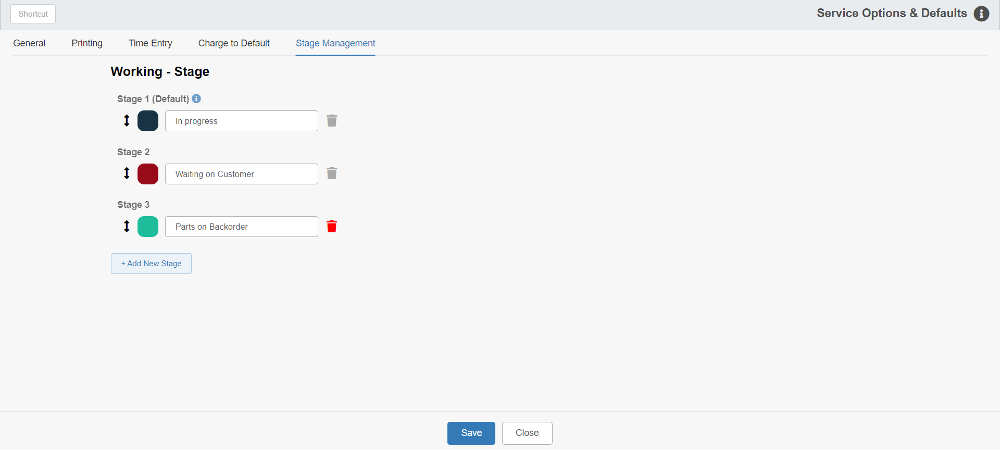 Shortcut
Service Options & Defaults
General
Printing
Time Entry
Charge to Default
Stage Management
Working - Stage
Stage 1 (Default)
In progress
Stage 2
Waiting on Customer
Stage 3
Parts on Backorder
+ Add New Stage
Save
Close